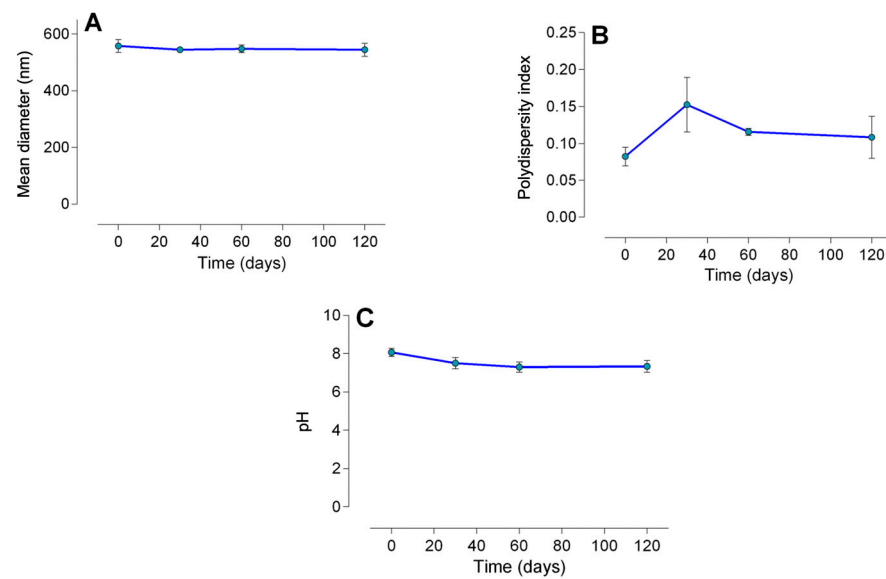 A
Mean diameter (nm)
600
400
200
0
0 20 40 60 80 100 120
Time (days)
B
Polydispersity index
0.25
0.20
0.15
0.10
0.05
0.00
0 20 40 60 80 100 120
Time (days)
C
pH
10
8
6
4
2
0
0 20 40 60 80 100 120
Time (days)